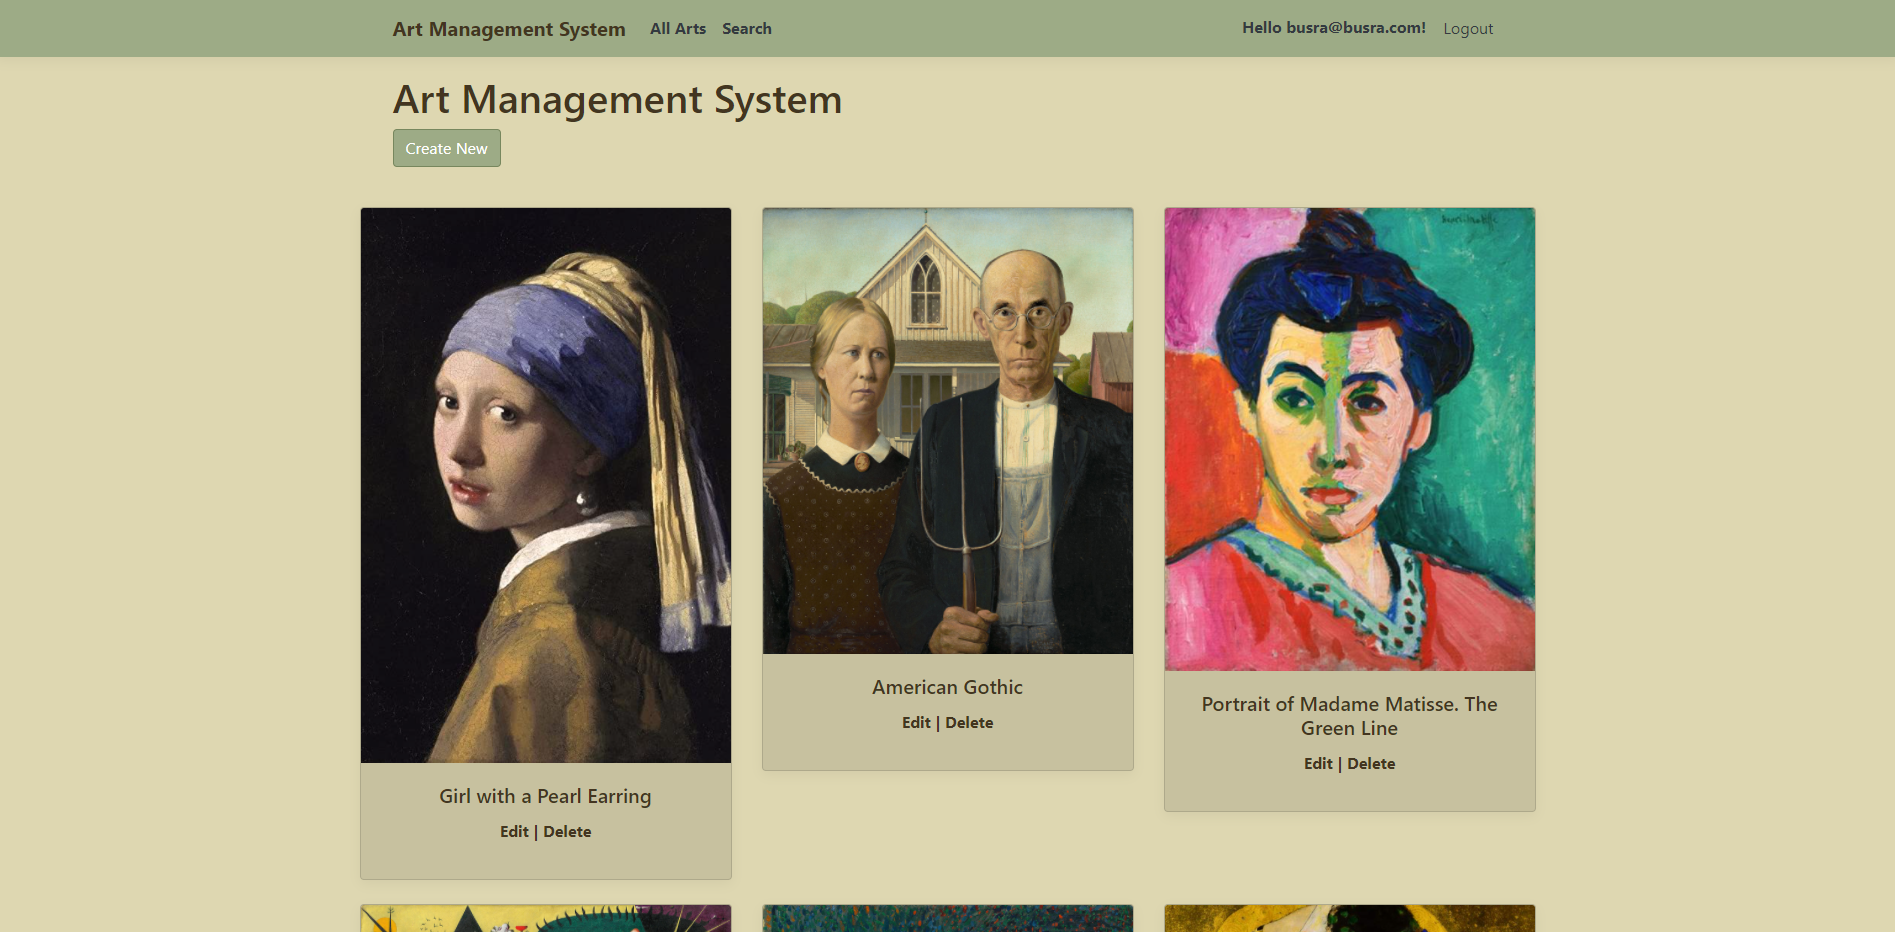 Art Management System All Arts Search Hello busra@busra.com! Logout
Art Management System
Create New
Girl with a Pearl Earring
Edit | Delete
American Gothic
Edit | Delete
Portrait of Madame Matisse. The
Green Line
Edit | Delete